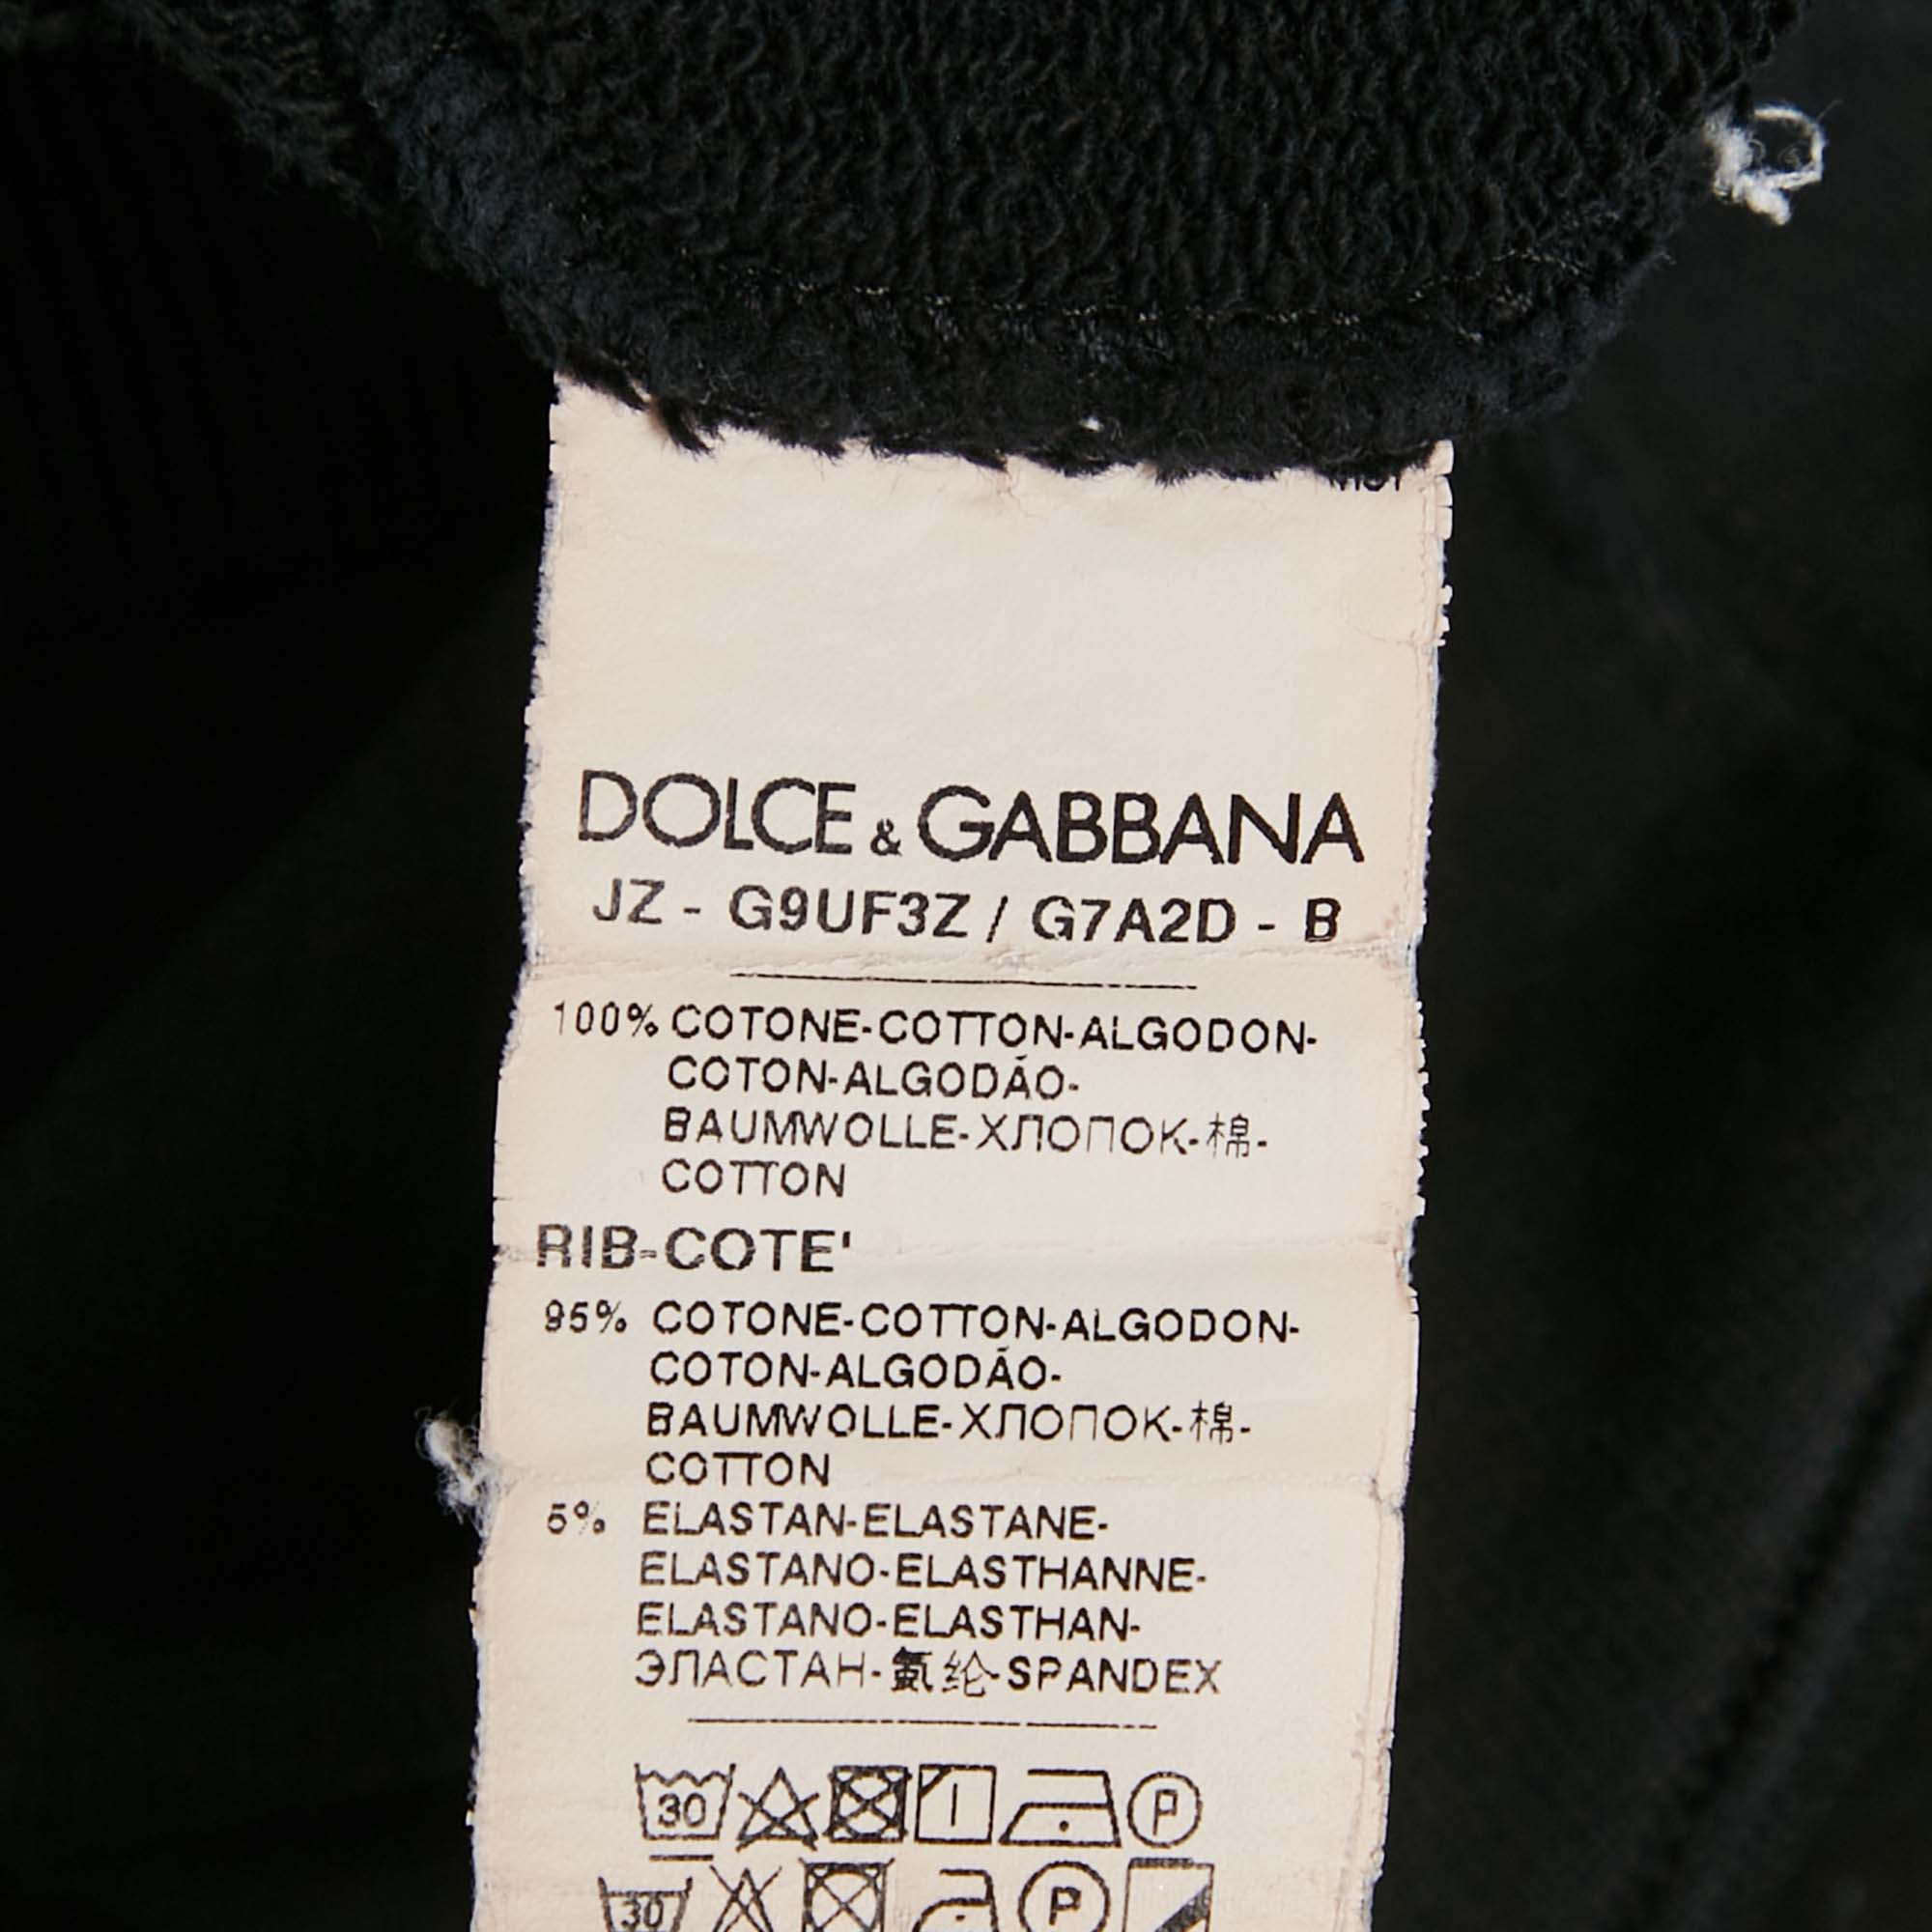 DOLCE & GABBANA
JZ - G9UF3Z / G7A2D - B
100% COTONE-COTTON-ALGODON-
COTON-ALGODÃO-
BAUMWOLLE-ХЛОПОК-棉-
COTTON
RIB-COTE'
95% COTONE-COTTON-ALGODON-
COTON-ALGODÃO-
BAUMWOLLE-ХЛОПОК-棉-
COTTON
5% ELASTAN-ELASTANE-
ELASTANO-ELASTHANNE-
ELASTANO-ELASTHAN-
ЭЛАСТАН-氨纶-SPANDEX
30 P
30 P